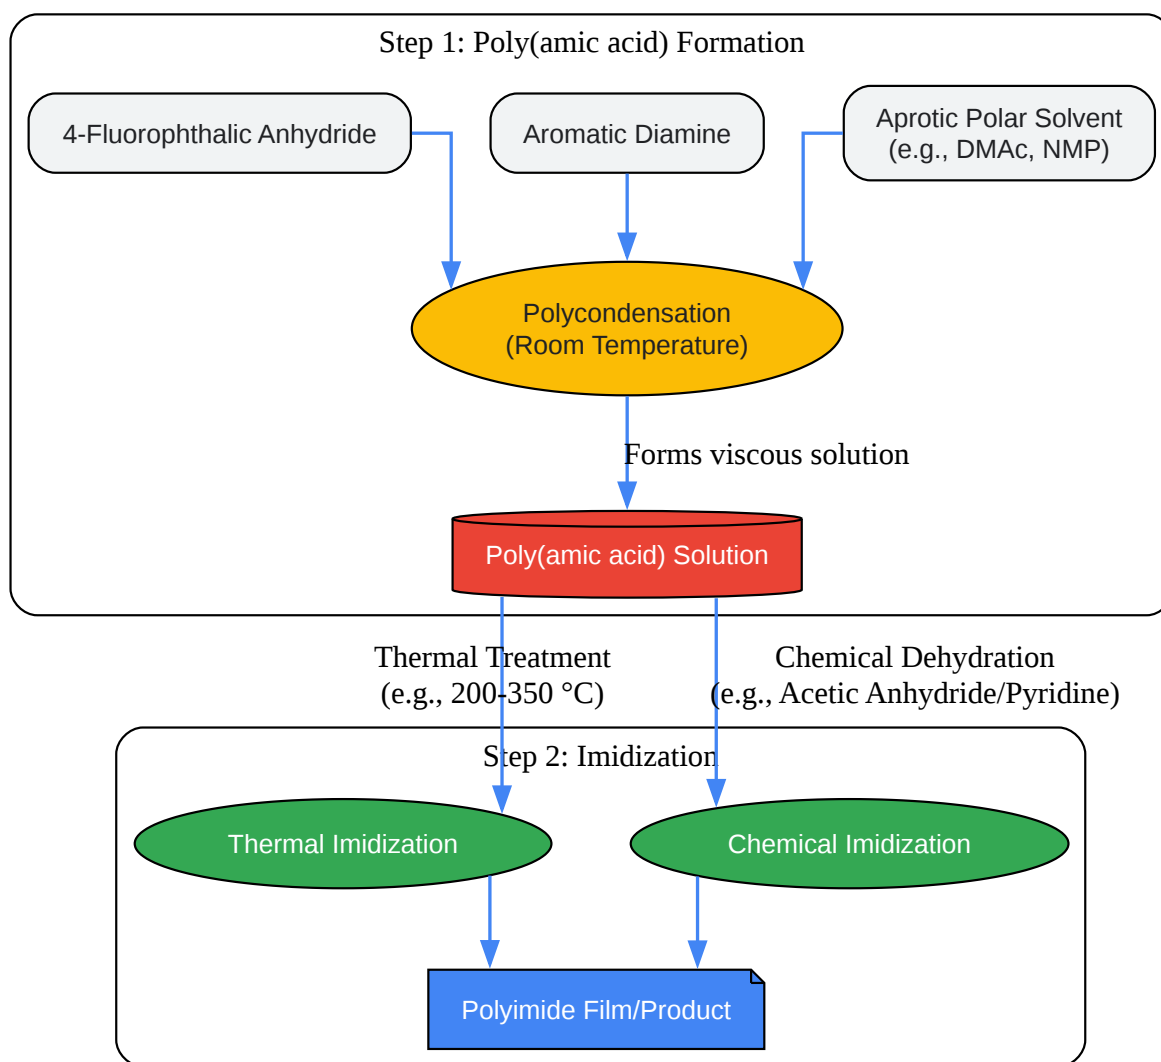 Step 1: Poly(amic acid) Formation
4-Fluorophthalic Anhydride
Aromatic Diamine
Aprotic Polar Solvent
(e.g., DMAc, NMP)
Polycondensation
(Room Temperature)
Forms viscous solution
Poly(amic acid) Solution
Thermal Treatment
(e.g., 200-350 °C)
Chemical Dehydration
(e.g., Acetic Anhydride/Pyridine)
Step 2: Imidization
Thermal Imidization
Chemical Imidization
Polyimide Film/Product